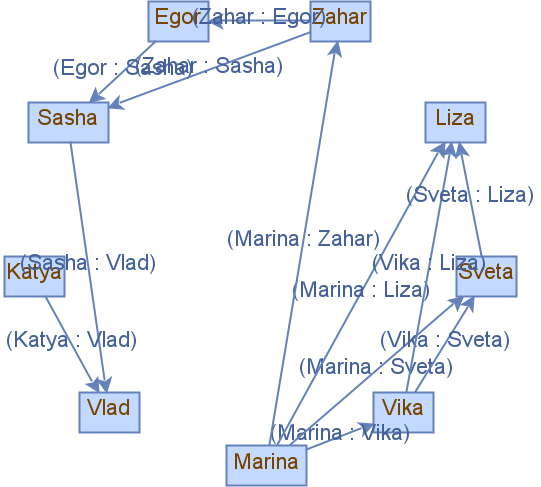 Egor
(Zahar : Egor)
Zahar
(Egor : Sasha)
(Zahar : Sasha)
Sasha
Liza
(Sveta : Liza)
(Marina : Zahar)
(Sasha : Vlad)
(Vika : Liza)
Katya
Sveta
(Marina : Liza)
(Katya : Vlad)
(Vika : Sveta)
(Marina : Sveta)
Vlad
Vika
(Marina : Vika)
Marina